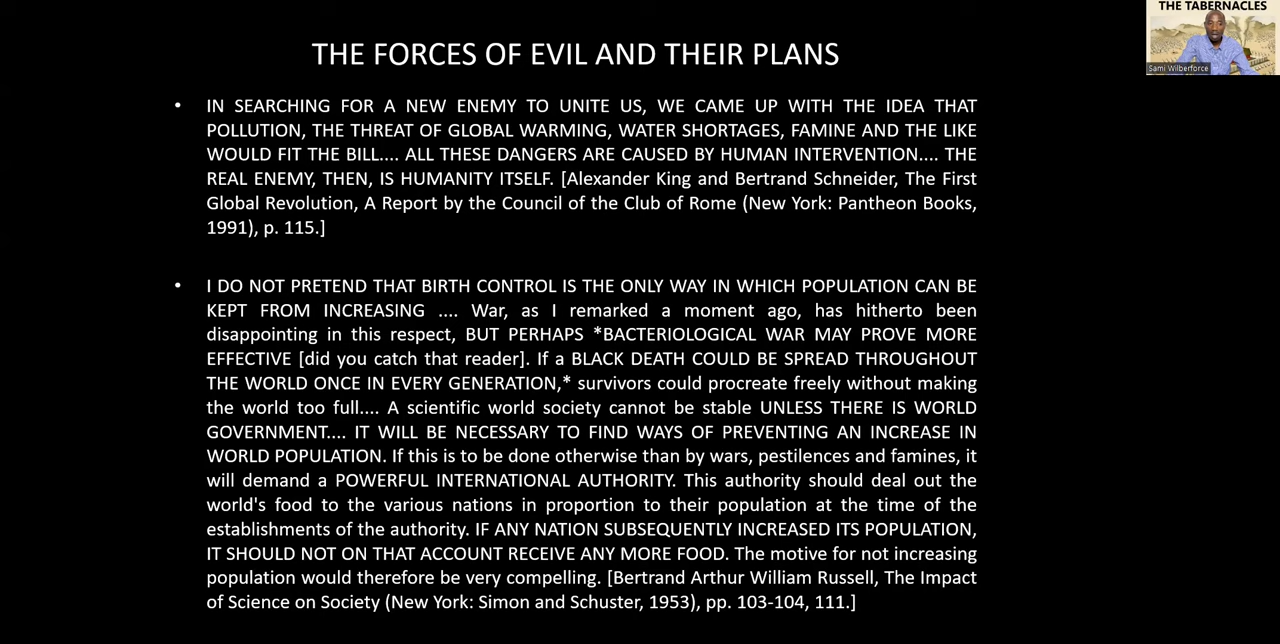 THE TABERNACLES
Sami Wilberforce
THE FORCES OF EVIL AND THEIR PLANS
• IN SEARCHING FOR A NEW ENEMY TO UNITE US, WE CAME UP WITH THE IDEA THAT
POLLUTION, THE THREAT OF GLOBAL WARMING, WATER SHORTAGES, FAMINE AND THE LIKE
WOULD FIT THE BILL.... ALL THESE DANGERS ARE CAUSED BY HUMAN INTERVENTION.... THE
REAL ENEMY, THEN, IS HUMANITY ITSELF. [Alexander King and Bertrand Schneider, The First
Global Revolution, A Report by the Council of the Club of Rome (New York: Pantheon Books,
1991), p. 115.]
• I DO NOT PRETEND THAT BIRTH CONTROL IS THE ONLY WAY IN WHICH POPULATION CAN BE
KEPT FROM INCREASING .... War, as I remarked a moment ago, has hitherto been
disappointing in this respect, BUT PERHAPS *BACTERIOLOGICAL WAR MAY PROVE MORE
EFFECTIVE [did you catch that reader]. If a BLACK DEATH COULD BE SPREAD THROUGHOUT
THE WORLD ONCE IN EVERY GENERATION,* survivors could procreate freely without making
the world too full.... A scientific world society cannot be stable UNLESS THERE IS WORLD
GOVERNMENT.... IT WILL BE NECESSARY TO FIND WAYS OF PREVENTING AN INCREASE IN
WORLD POPULATION. If this is to be done otherwise than by wars, pestilences and famines, it
will demand a POWERFUL INTERNATIONAL AUTHORITY. This authority should deal out the
world's food to the various nations in proportion to their population at the time of the
establishments of the authority. IF ANY NATION SUBSEQUENTLY INCREASED ITS POPULATION,
IT SHOULD NOT ON THAT ACCOUNT RECEIVE ANY MORE FOOD. The motive for not increasing
population would therefore be very compelling. [Bertrand Arthur William Russell, The Impact
of Science on Society (New York: Simon and Schuster, 1953), pp. 103-104, 111.]